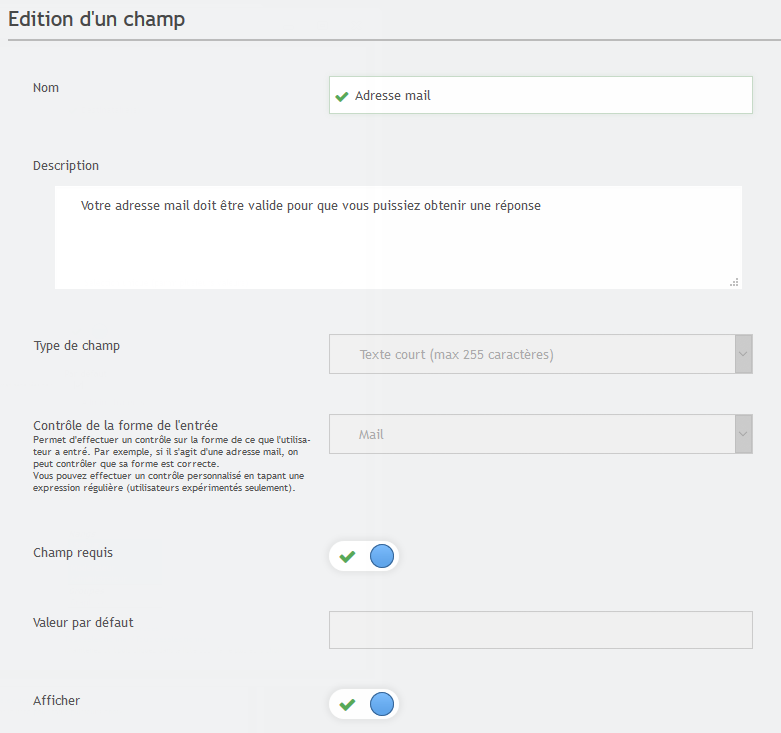 Edition d'un champ
Nom
Adresse mail
Description
Votre adresse mail doit être valide pour que vous puissiez obtenir une réponse
Type de champ
Texte court (max 255 caractères)
Contrôle de la forme de l'entrée
Mail
Permet d'effectuer un contrôle sur la forme de ce que l'utilisa-
teur a entré. Par exemple, si il s'agit d'une adresse mail, on
peut contrôler que sa forme est correcte.
Vous pouvez effectuer un contrôle personnalisé en tapant une
expression régulière (utilisateurs expérimentés seulement).
Champ requis
Valeur par défaut
Afficher